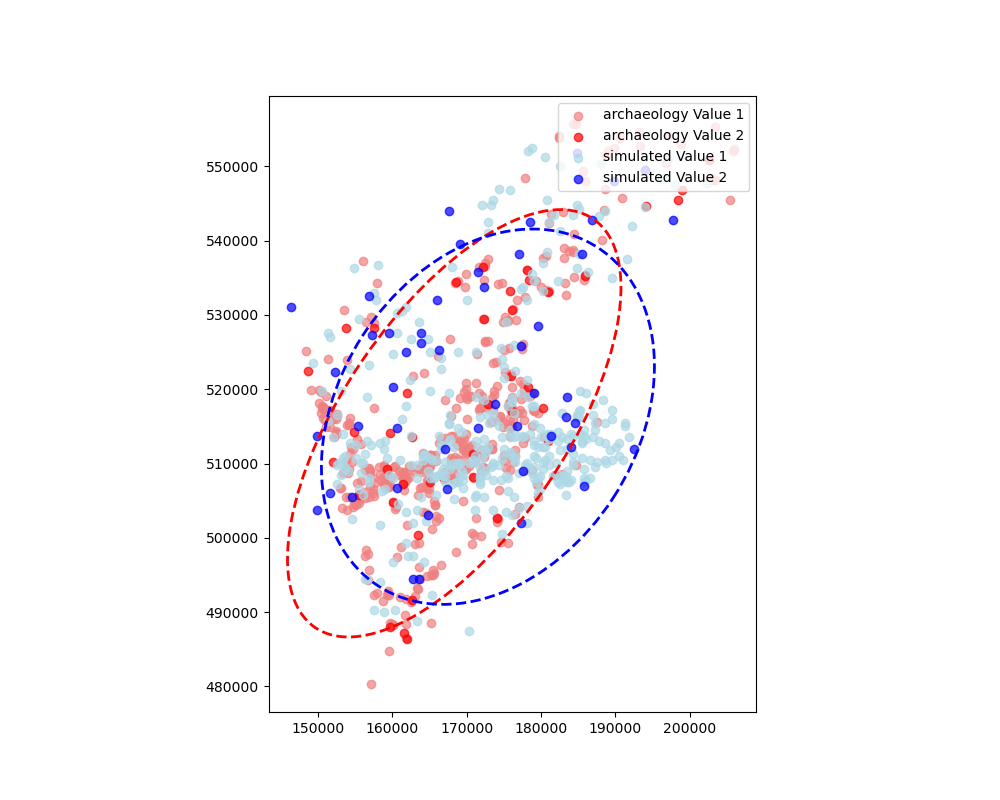 archaeology Value 1
archaeology Value 2
simulated Value 1
simulated Value 2
550000
540000
530000
520000
510000
500000
490000
480000
150000 160000 170000 180000 190000 200000